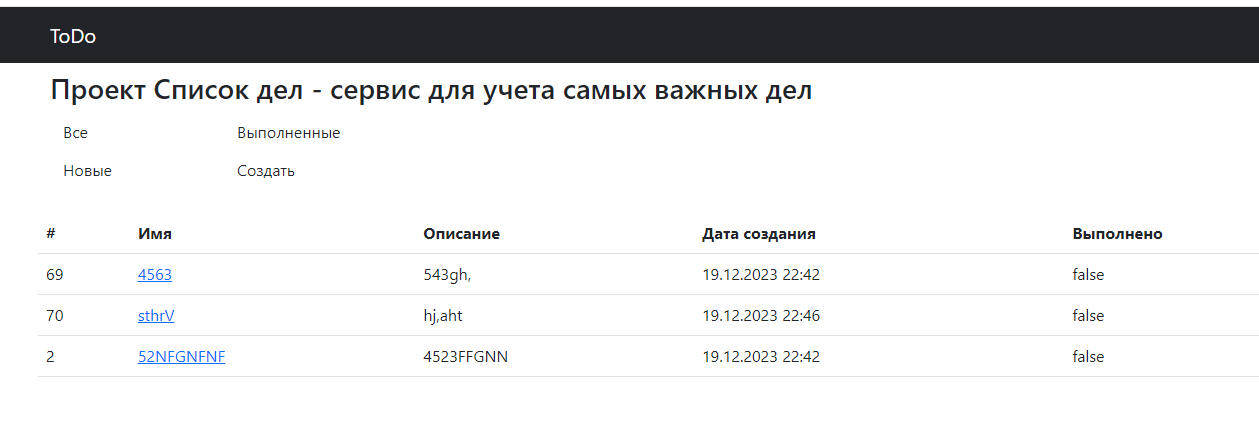 ToDo
Проект Список дел - сервис для учета самых важных дел
Все Выполненные
Новые Создать
# Имя Описание Дата создания Выполнено
69 4563 543gh, 19.12.2023 22:42 false
70 sthrV hj,aht 19.12.2023 22:46 false
2 52NFGNFNF 4523FFGNN 19.12.2023 22:42 false